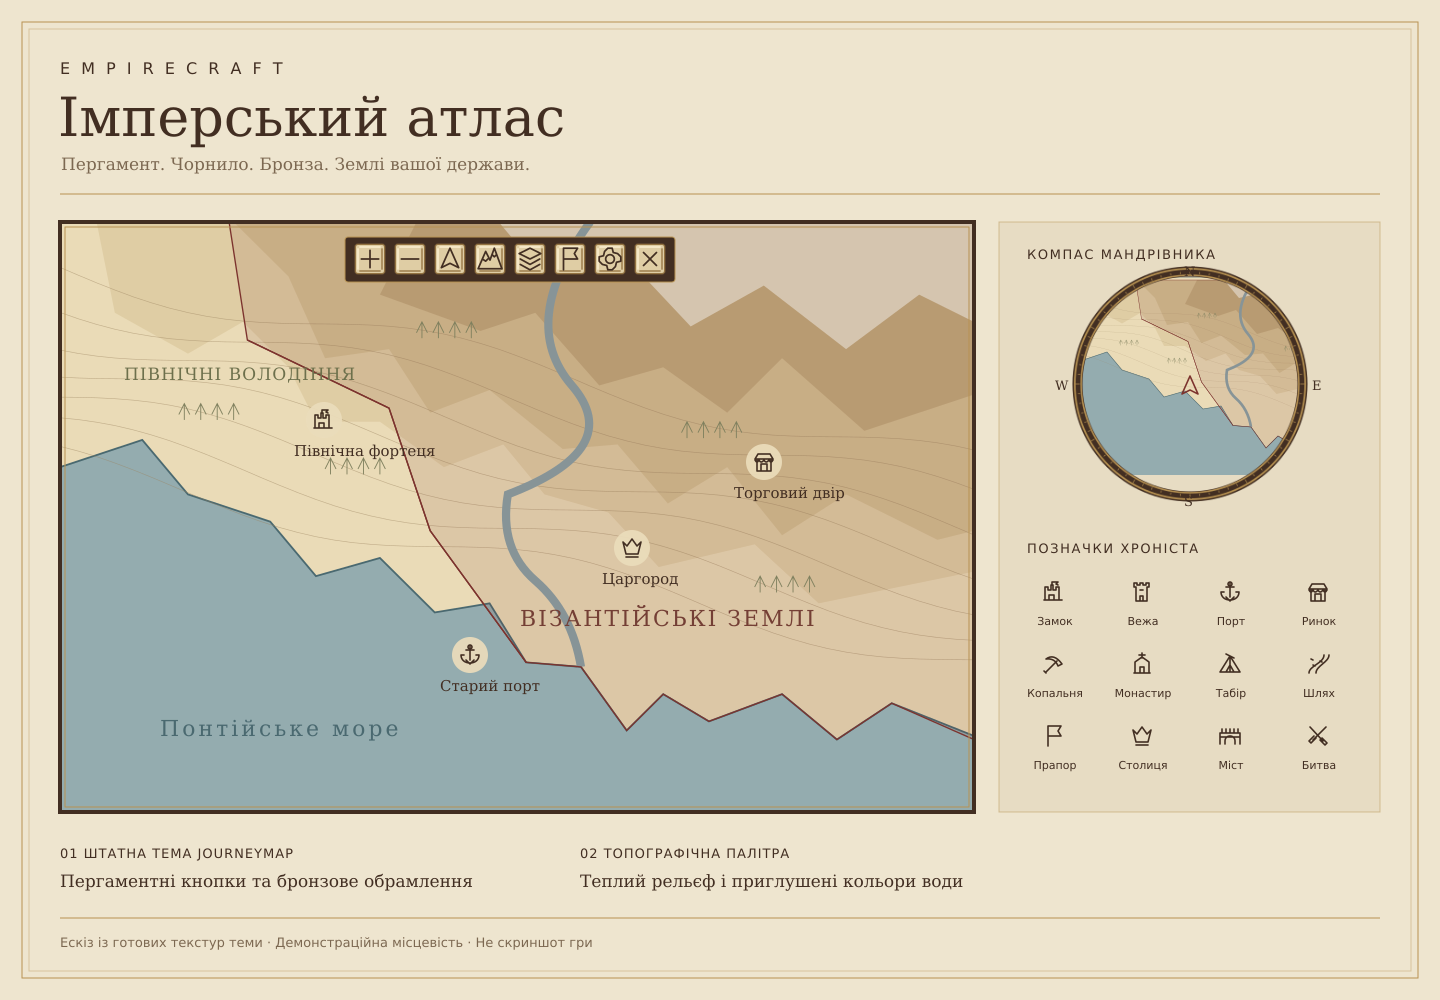 EMPIRECRAFT
Імперський атлас
Пергамент. Чорнило. Бронза. Землі вашої держави.
ПІВНІЧНІ ВОЛОДІННЯ
Північна фортеця
Торговий двір
Царгород
ВІЗАНТІЙСЬКІ ЗЕМЛІ
Старий порт
Понтійське море
КОМПАС МАНДРІВНИКА
W
E
S
ПОЗНАЧКИ ХРОНІСТА
Замок Вежа Порт Ринок
Копальня Монастир Табір Шлях
Прапор Столиця Міст Битва
01 ШТАТНА ТЕМА JOURNEYMAP
Пергаментні кнопки та бронзове обрамлення
02 ТОПОГРАФІЧНА ПАЛІТРА
Теплий рельєф і приглушені кольори води
Ескіз із готових текстур теми · Демонстраційна місцевість · Не скриншот гри